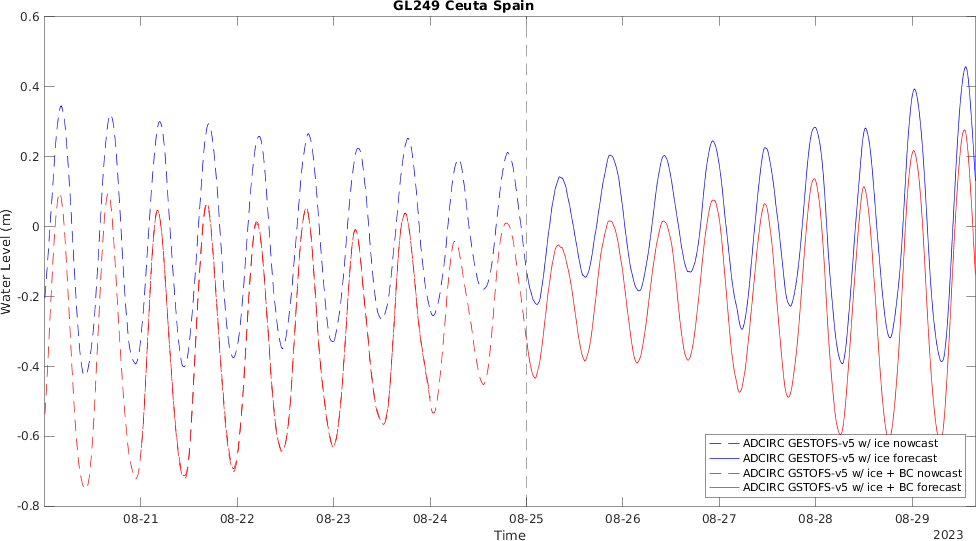 GL249 Ceuta Spain
0.6
0.4
0.2
0
-0.2
-0.4
-0.6
-0.8
Water Level (m)
ADCIRC GESTOFS-v5 w/ ice nowcast
ADCIRC GESTOFS-v5 w/ ice forecast
ADCIRC GSTOFS-v5 w/ ice + BC nowcast
ADCIRC GSTOFS-v5 w/ ice + BC forecast
08-21 08-22 08-23 08-24 08-25 08-26 08-27 08-28 08-29
Time
2023